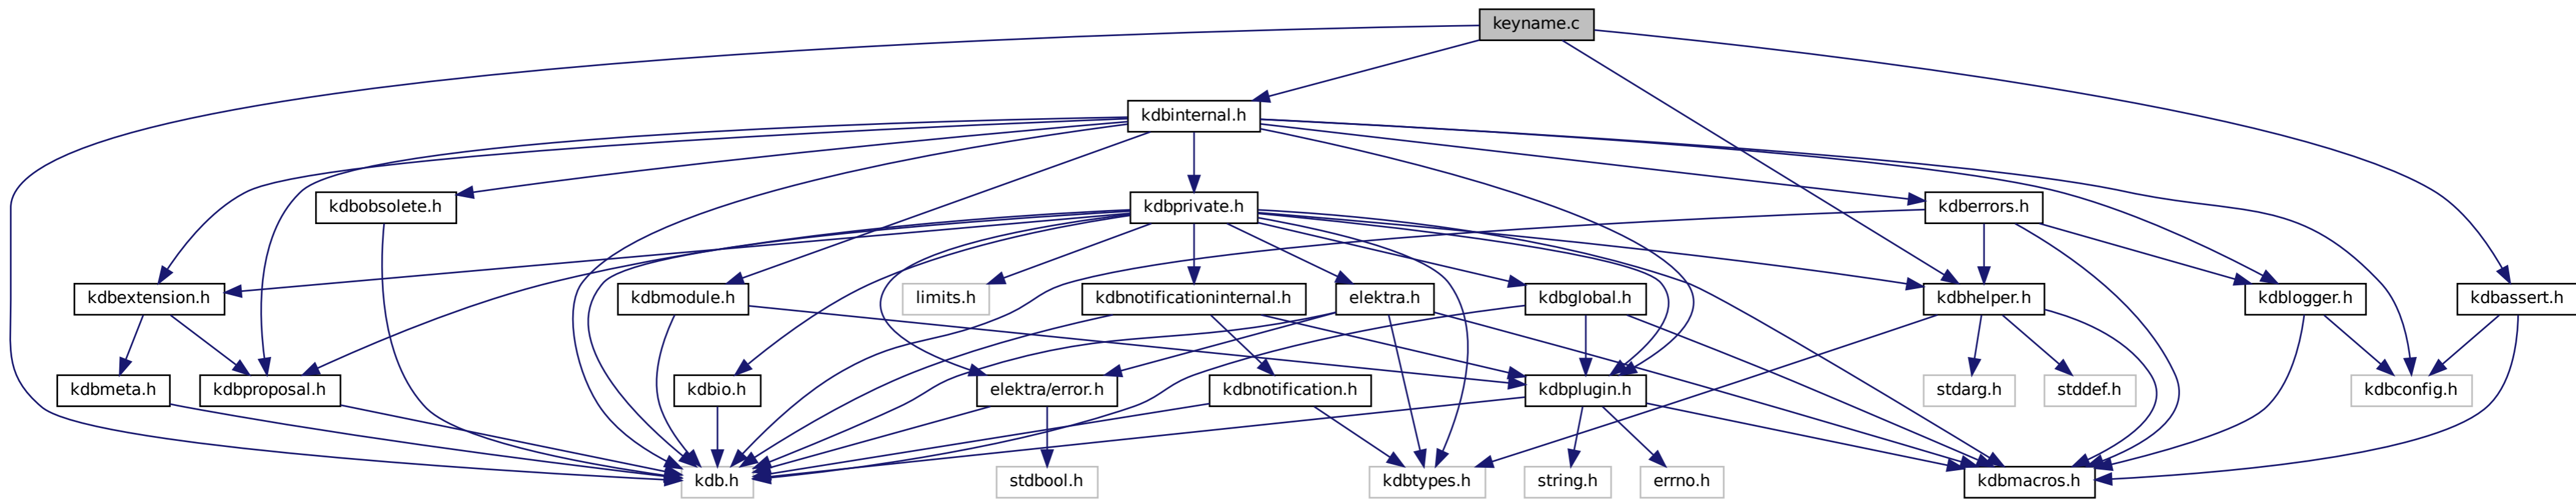 keyname.c
kdbinternal.h
kdbobsolete.h
kdbprivate.h
kdberrors.h
kdbextension.h
kdbmodule.h
limits.h
kdbnotificationinternal.h
elektra.h
kdbglobal.h
kdbhelper.h
kdblogger.h
kdbassert.h
kdbmeta.h
kdbproposal.h
kdbio.h
elektra/error.h
kdbnotification.h
kdbplugin.h
stdarg.h
stddef.h
kdbconfig.h
kdb.h
stdbool.h
kdbtypes.h
string.h
errno.h
kdbmacros.h